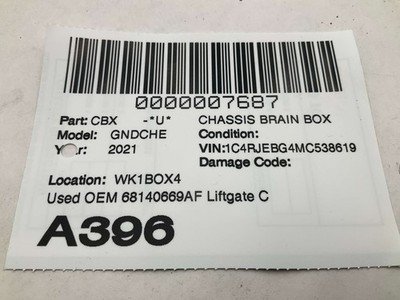 0000007687
Part: CBX -*U* CHASSIS BRAIN BOX
Model: GNDCHE Condition:
Year: 2021 VIN:1C4RJEBG4MC538619
Damage Code:
Location: WK1BOX4
Used OEM 68140669AF Liftgate C
A396